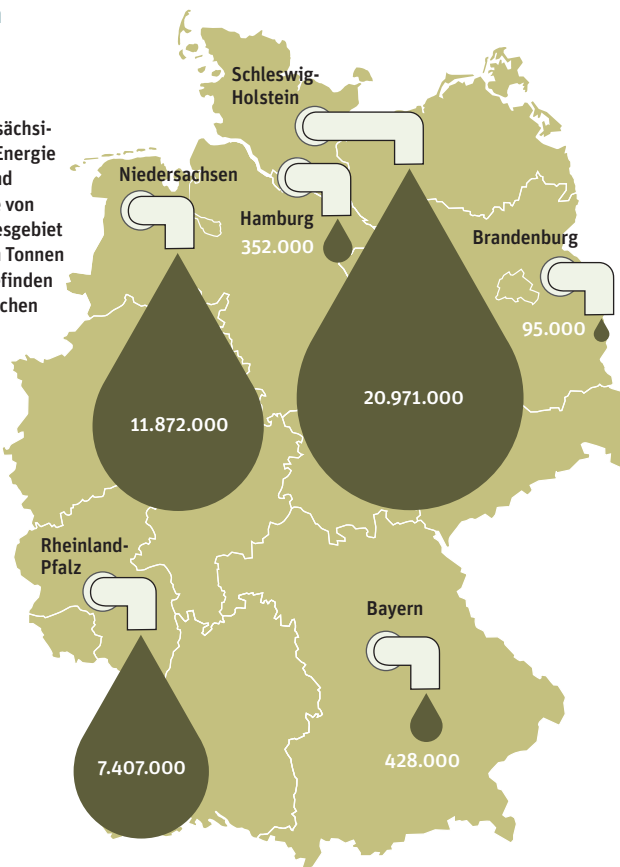 sächsi-
Energie
nd
von
esgebiet
n Tonnen
efinden
chen
Schleswig-
Holstein
Niedersachsen
Hamburg
352.000
Brandenburg
95.000
11.872.000
20.971.000
Rheinland-
Pfalz
7.407.000
Bayern
428.000